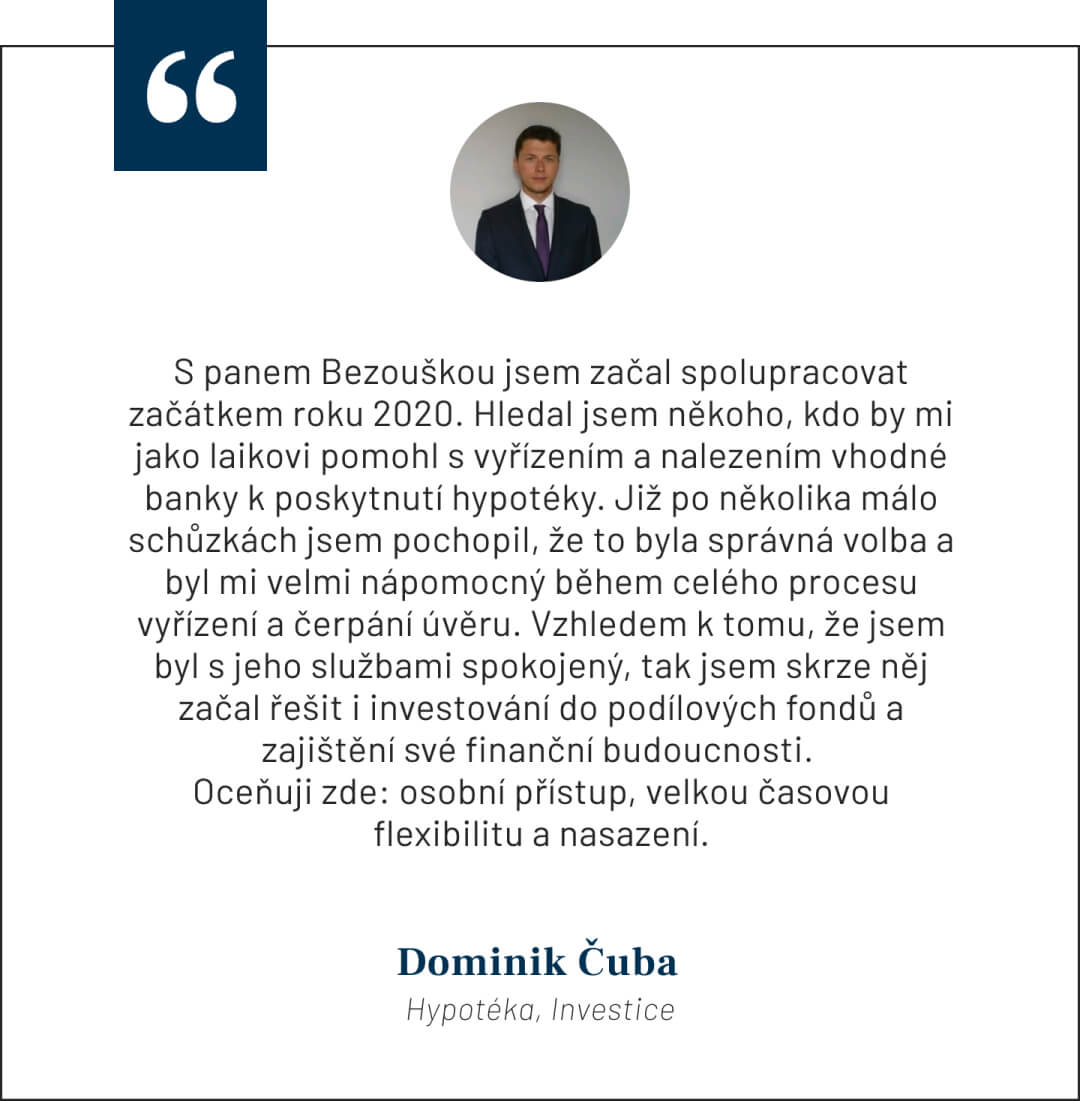 “
S panem Bezouškou jsem začal spolupracovat
začátkem roku 2020. Hledal jsem někoho, kdo by mi
jako laikovi pomohl s vyřízením a nalezením vhodné
banky k poskytnutí hypotéky. Již po několika málo
schůzkách jsem pochopil, že to byla správná volba a
byl mi velmi nápomocný během celého procesu
vyřízení a čerpání úvěru. Vzhledem k tomu, že jsem
byl s jeho službami spokojený, tak jsem skrze něj
začal řešit i investování do podílových fondů a
zajištění své finanční budoucnosti.
Oceňuji zde: osobní přístup, velkou časovou
flexibilitu a nasazení.
Dominik Čuba
Hypotéka, Investice